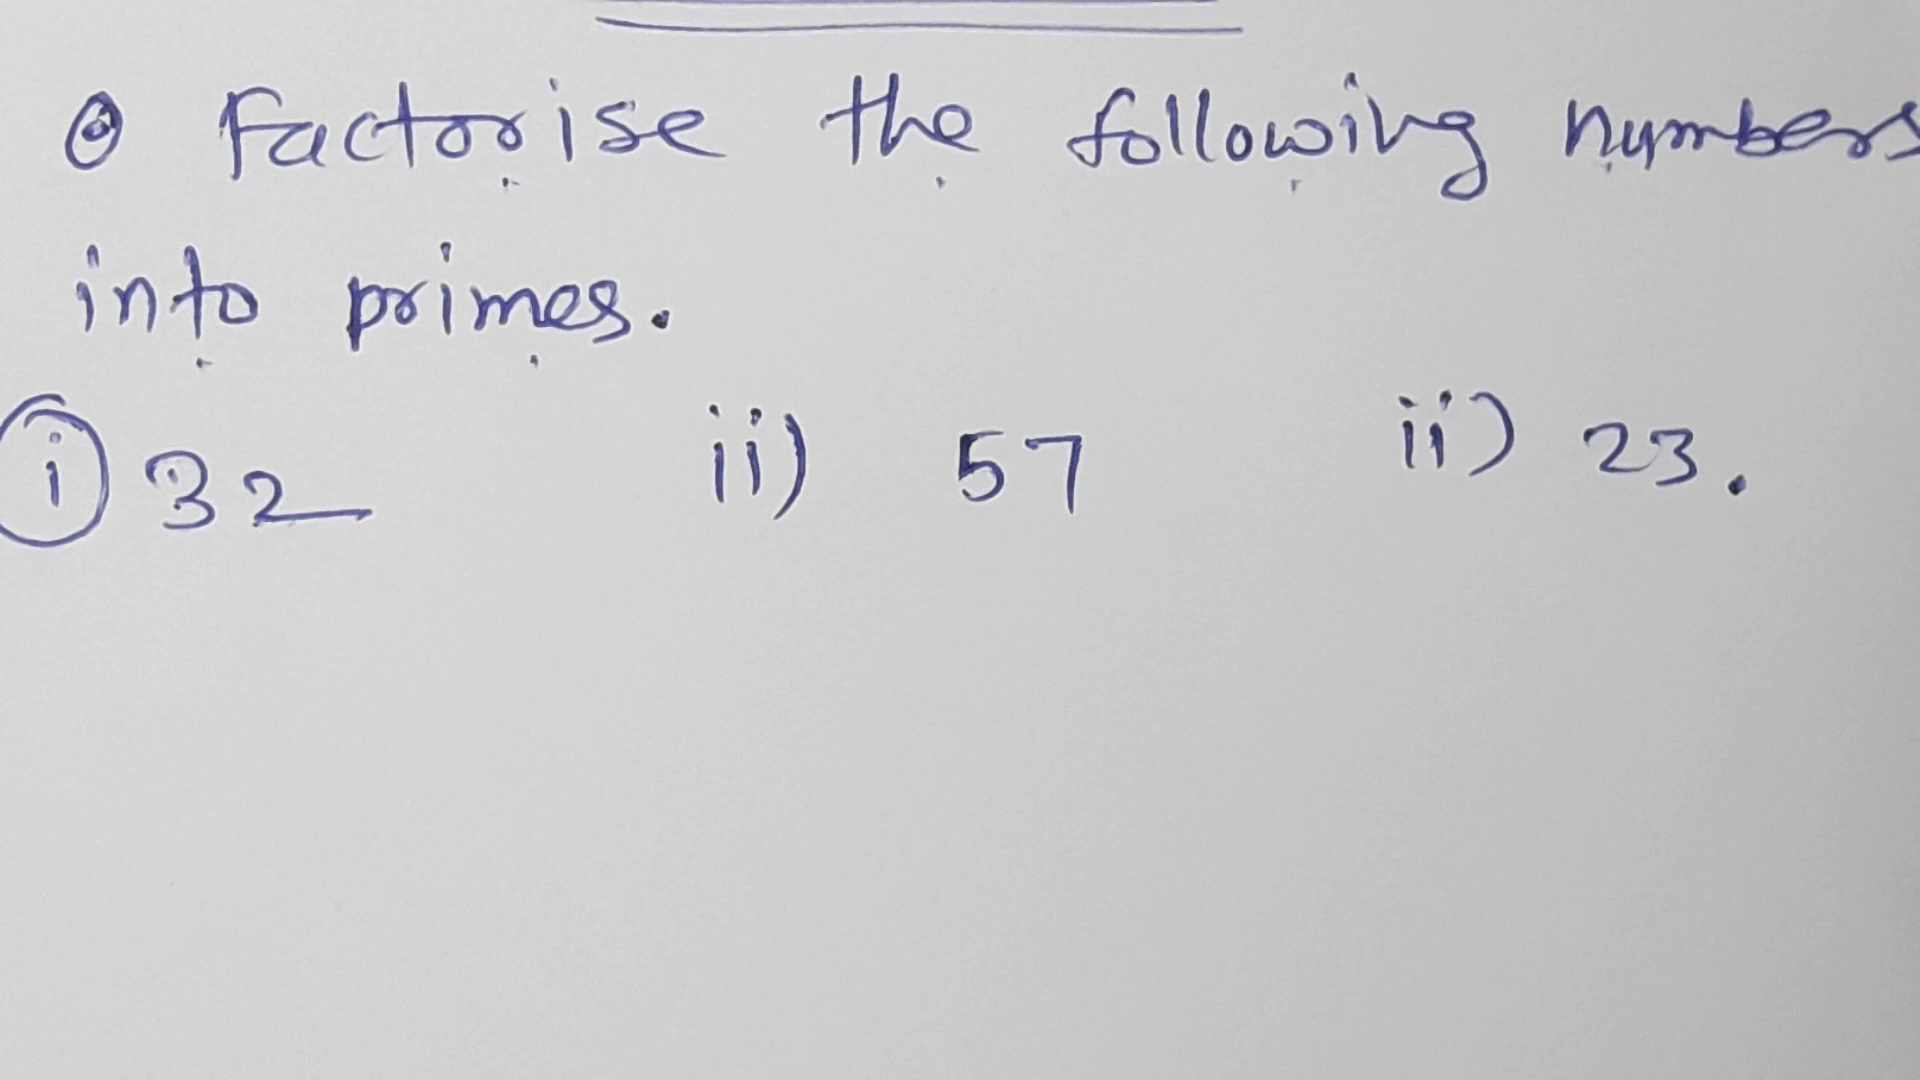 Factorise the following numbers
into primes.
i 32 ii) 57 ii) 23.